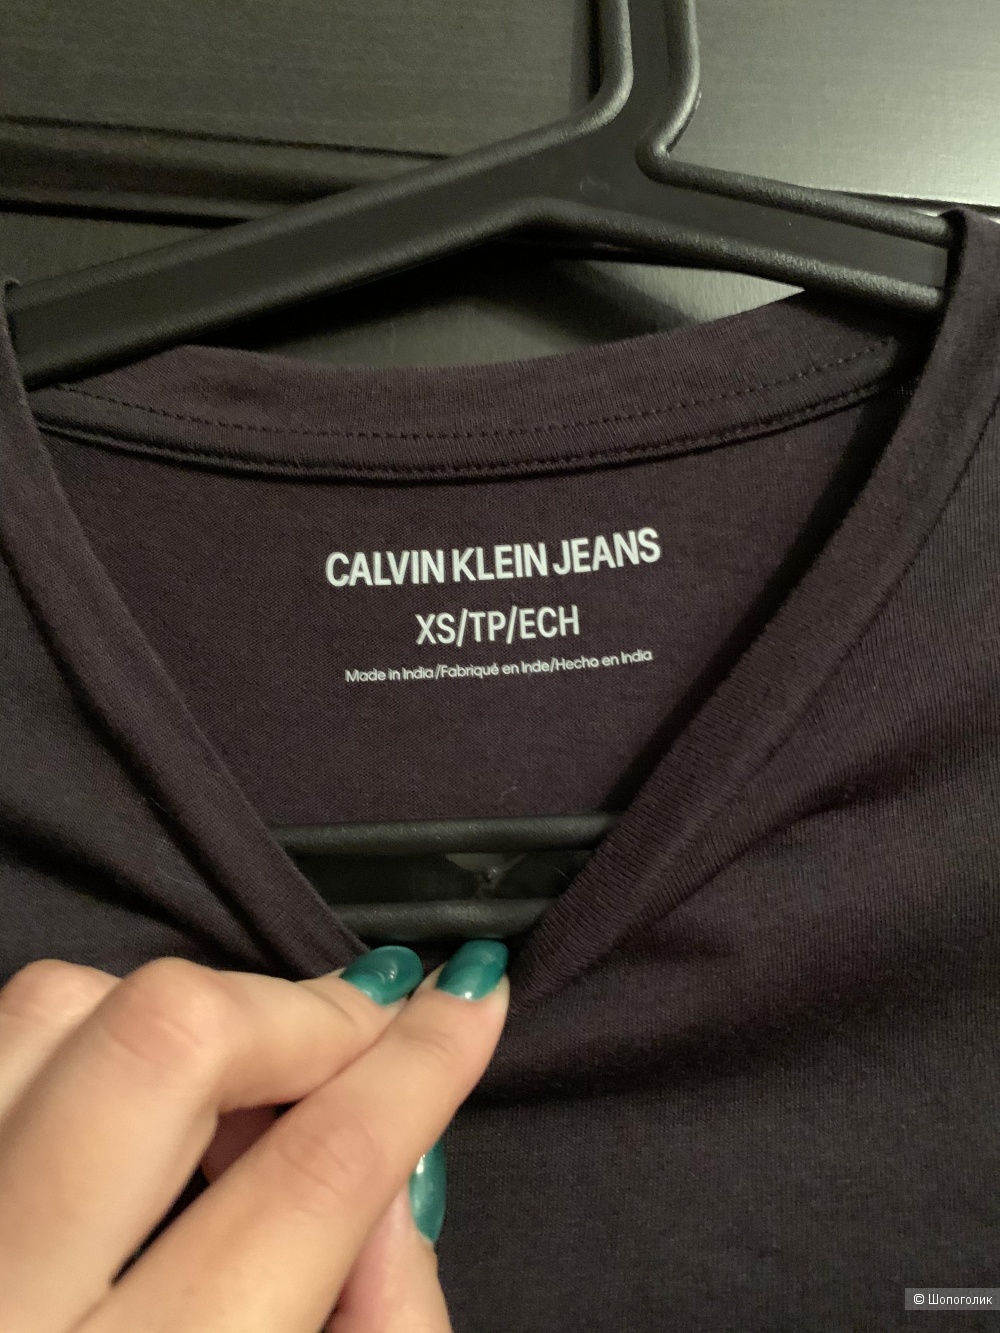 CALVIN KLEIN JEANS
XS/TP/ECH
Made in India/Fabriqué en Inde/Hecho en India
© Шопоголик